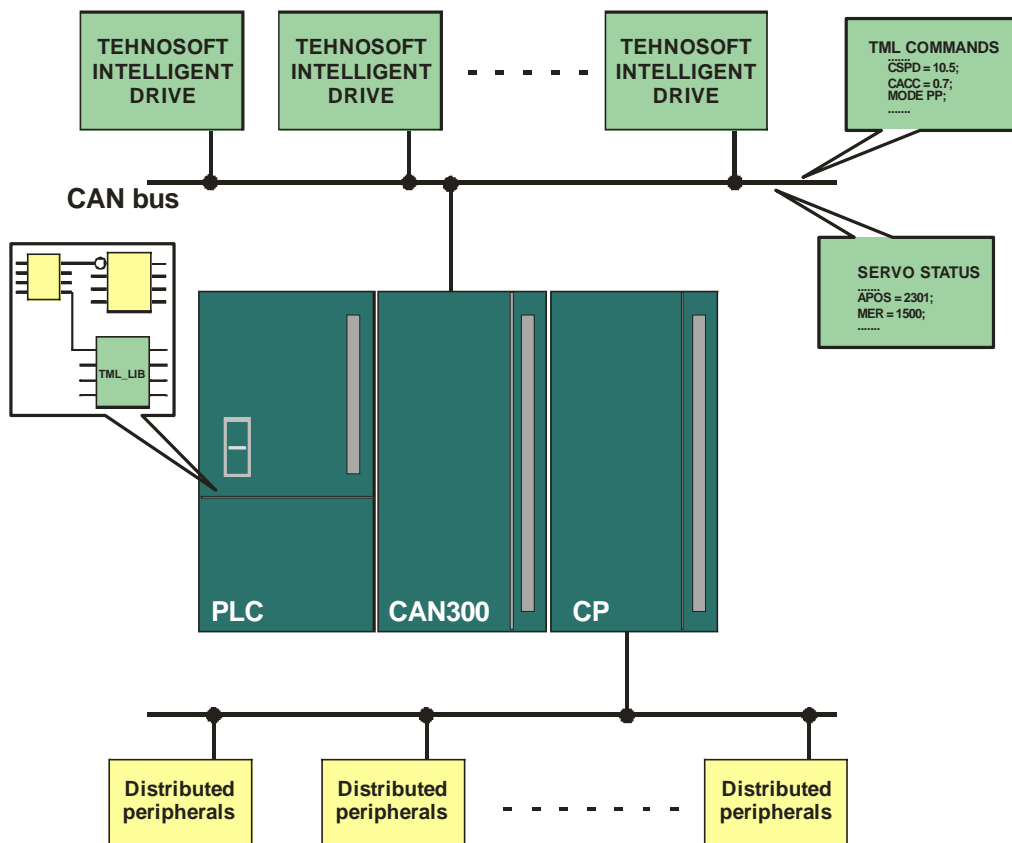 TEHNOSOFT
INTELLIGENT
DRIVE
TEHNOSOFT
INTELLIGENT
DRIVE
TEHNOSOFT
INTELLIGENT
DRIVE
TML COMMANDS
.......
CSPD = 10.5;
CACC = 0.7;
MODE PP;
.......
CAN bus
SERVO STATUS
.......
APOS = 2301;
MER = 1500;
.......
TML_LIB
PLC
CAN300
CP
Distributed
peripherals
Distributed
peripherals
Distributed
peripherals